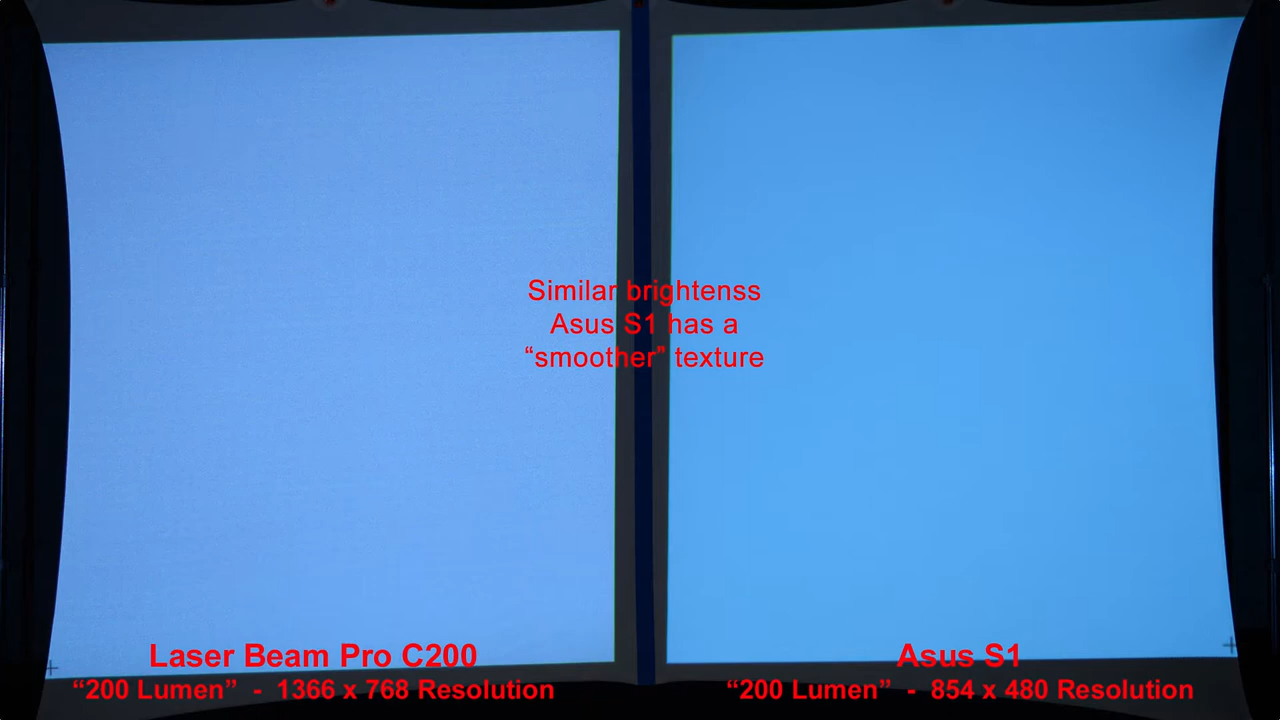 Similar brightenss
Asus S1 has a
“smoother” texture
Laser Beam Pro C200
“200 Lumen” - 1366 x 768 Resolution
Asus S1
“200 Lumen” - 854 x 480 Resolution